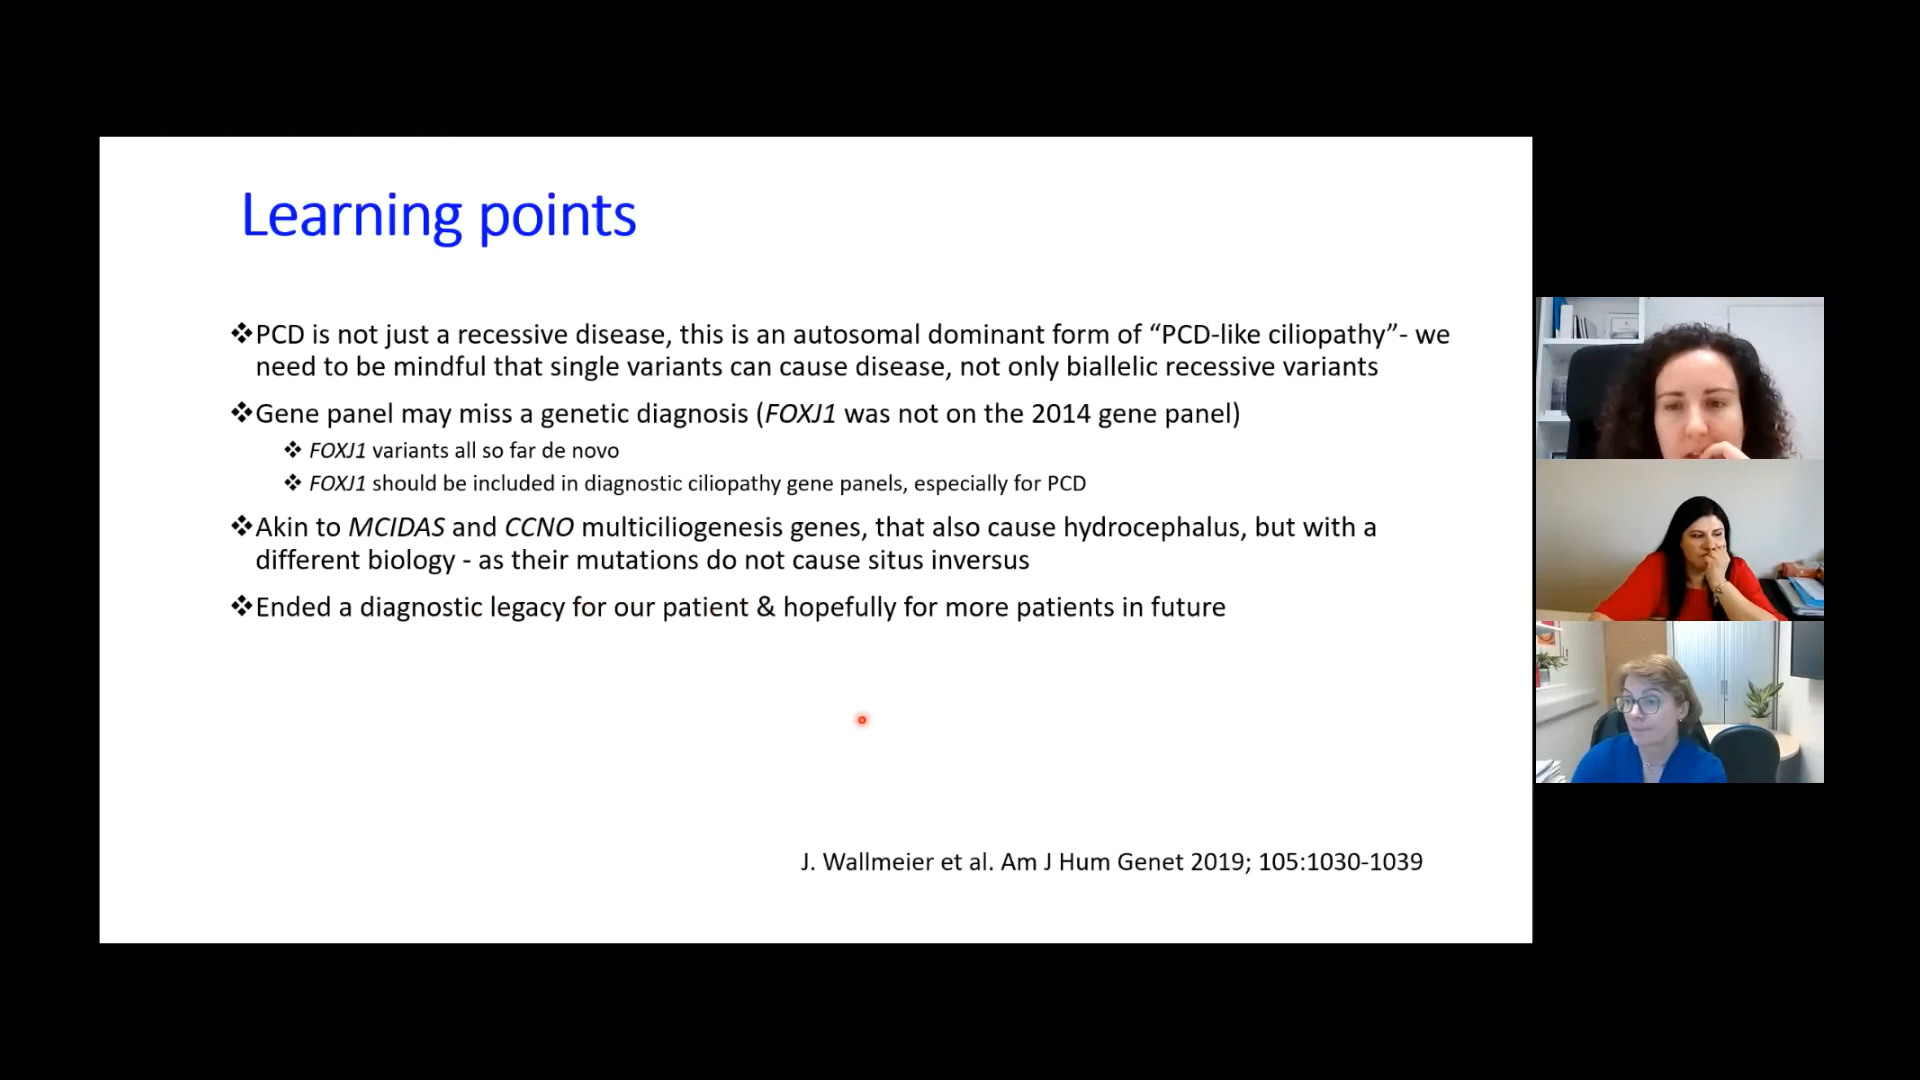 Learning points
❖PCD is not just a recessive disease, this is an autosomal dominant form of “PCD-like ciliopathy”- we
need to be mindful that single variants can cause disease, not only biallelic recessive variants
❖Gene panel may miss a genetic diagnosis (FOXJ1 was not on the 2014 gene panel)
❖ FOXJ1 variants all so far de novo
❖ FOXJ1 should be included in diagnostic ciliopathy gene panels, especially for PCD
❖Akin to MCIDAS and CCNO multiciliogenesis genes, that also cause hydrocephalus, but with a
different biology - as their mutations do not cause situs inversus
❖Ended a diagnostic legacy for our patient & hopefully for more patients in future
J. Wallmeier et al. Am J Hum Genet 2019; 105:1030-1039